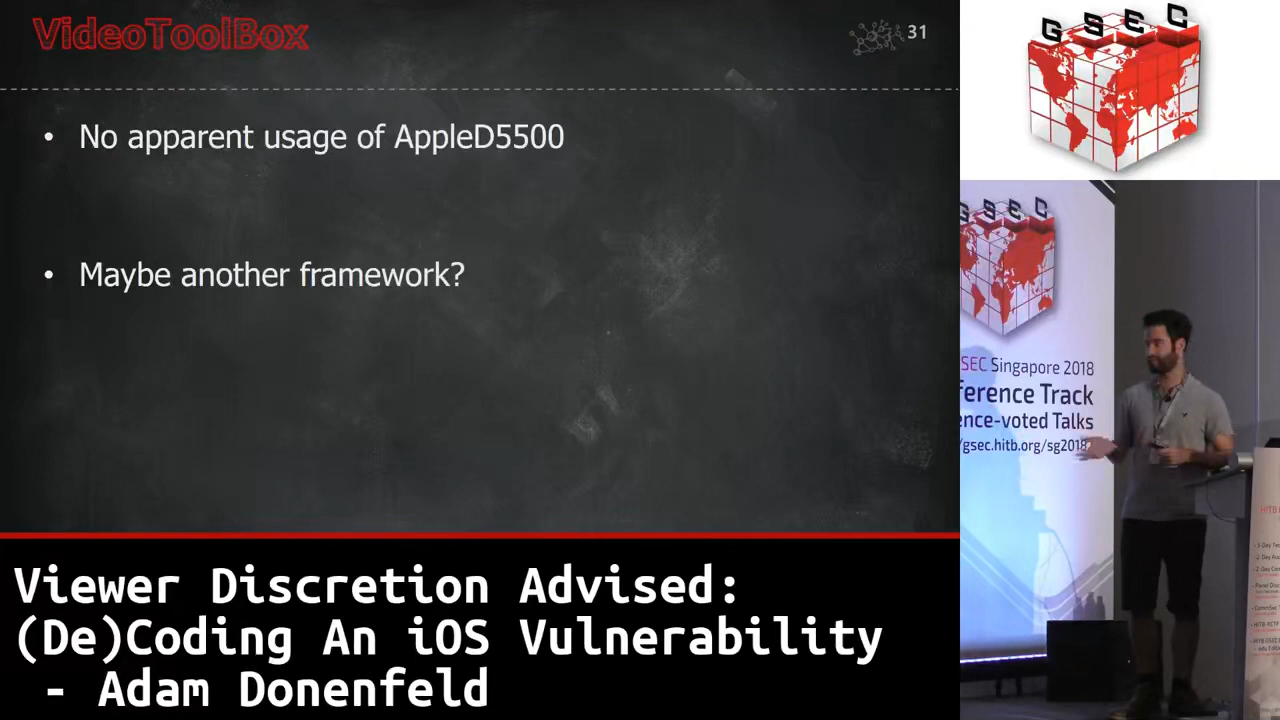 VideoToolBox
31
• No apparent usage of AppleD5500
• Maybe another framework?
Viewer Discretion Advised:
(De)Coding An iOS Vulnerability
- Adam Donenfeld
GSEC
GSEC
SEC Singapore 2018
ference Track
ence-voted Talks
/gsec.hitb.org/sg2018